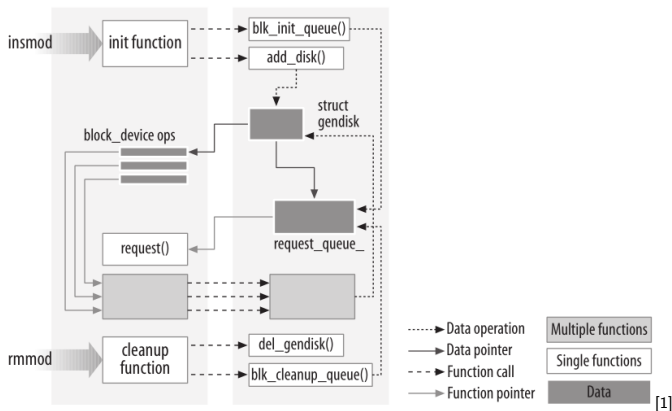 insmod
init function
blk_init_queue()
add_disk()
struct
gendisk
block_device ops
request_queue_
request()
rmmod
cleanup
function
del_gendisk()
blk_cleanup_queue()
Data operation
Data pointer
Function call
Function pointer
Multiple functions
Single functions
Data
[1]